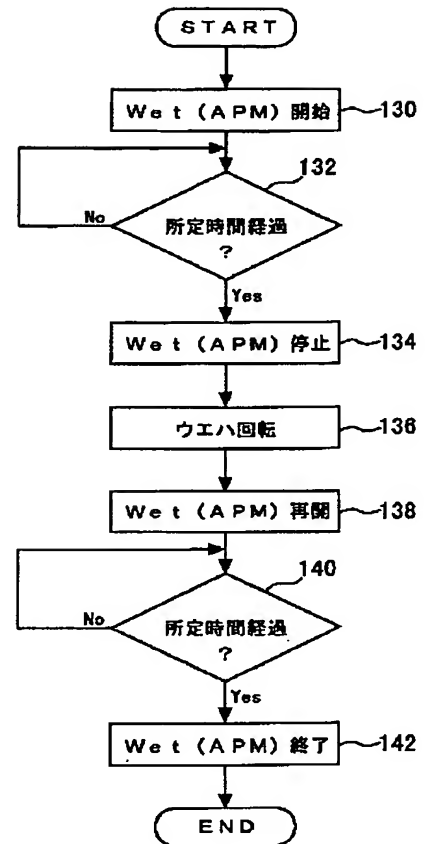 START
Wet(APM)開始
130
132
No
所定時間経過
?
Yes
Wet(APM)停止
134
ウエハ回転
136
Wet(APM)再開
138
140
No
所定時間経過
?
Yes
Wet(APM)終了
142
END